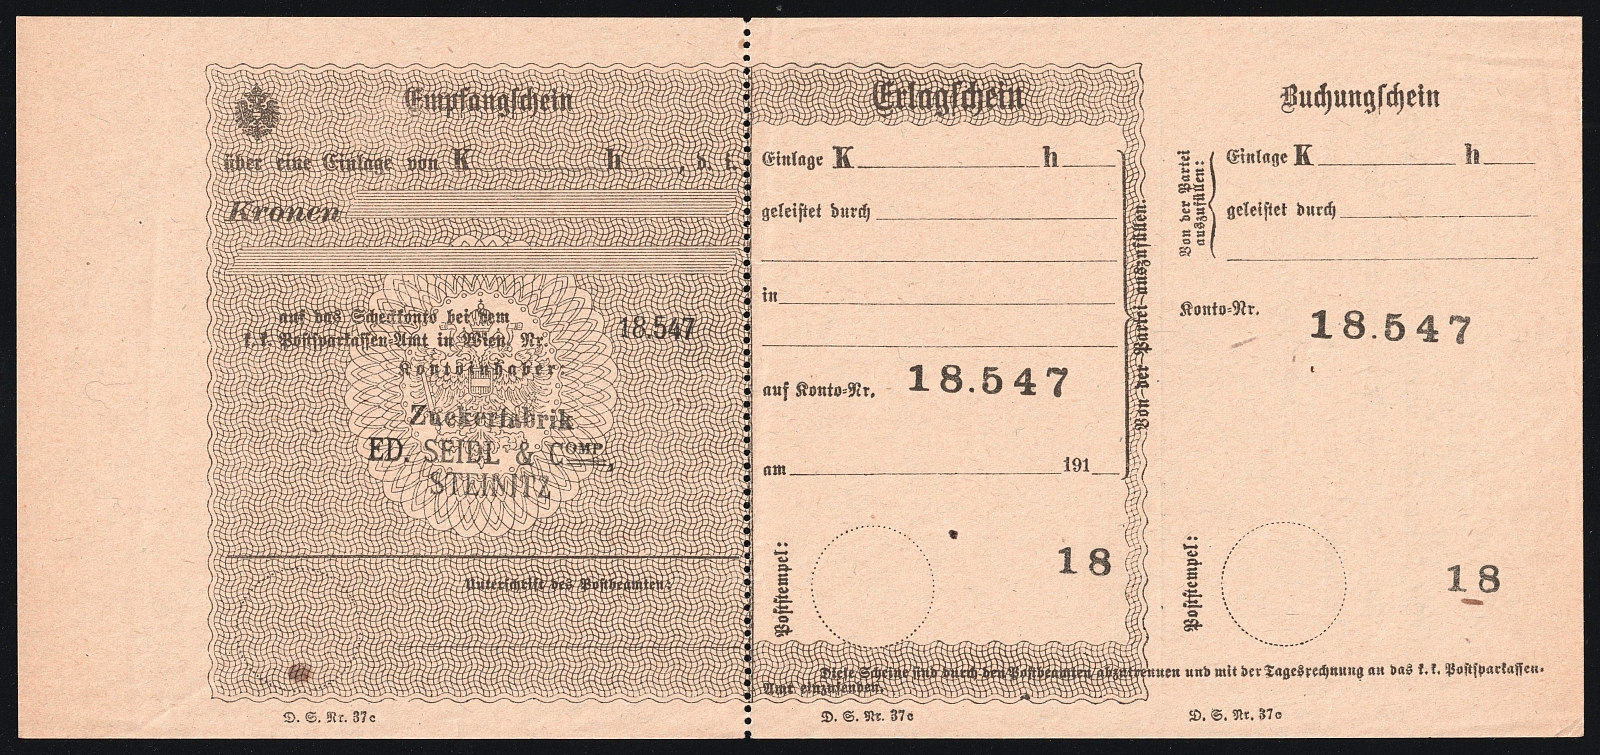 Empfangschein
über eine Einlage von K h , d. i.
Kronen
auf das Scheckkonto bei dem
k. k. Postsparkassen-Amt in Wien, Nr. 18.547
Kontoinhaber:
Zuckerfabrik
ED. SEIDL & COMP.,
STEINITZ
Unterschrift des Postbeamten:
D. S. Nr. 37c
Erlagschein
Einlage K h
geleistet durch
in
auf Konto-Nr. 18.547
am 191
Von der Partei auszufüllen:
Poststempel:
18
Buchungschein
Von der Partei
auszufüllen:
Einlage K h
geleistet durch
Konto-Nr. 18.547
Poststempel:
18
Diese Scheine sind durch den Postbeamten abzutrennen und mit der Tagesrechnung an das k. k. Postsparkassen-
Amt einzusenden.
D. S. Nr. 37c
D. S. Nr. 37c